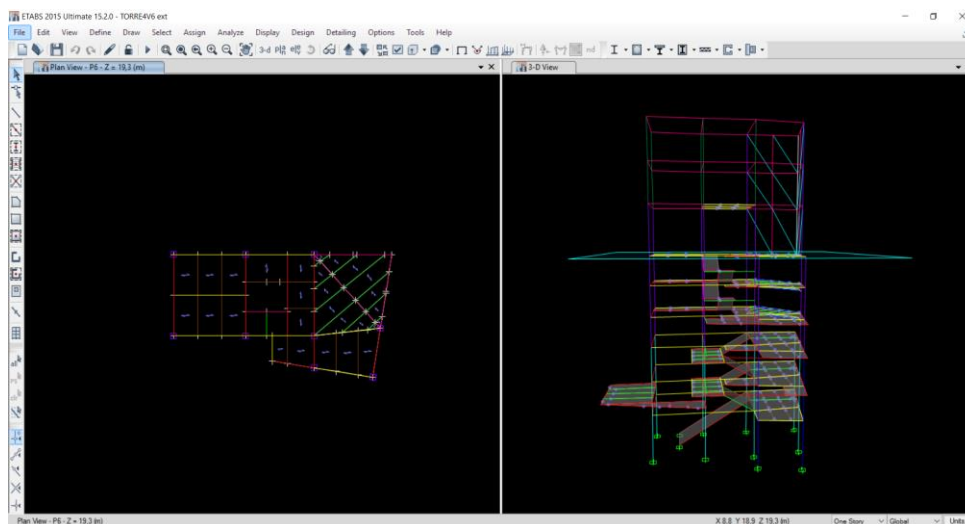 ETABS 2015 Ultimate 15.2.0 - TORRE4V6 ext
File Edit View Define Select Assign Analyze Display Design Detailing Options Tools Help
3-d
nd
Plan View - P6 - Z = 19,3 (m)
3-D View
Plan View - P6 - Z = 19,3 (m)
X 8,8 Y 18,9 Z 19,3 (m)
One Story
Global
Units